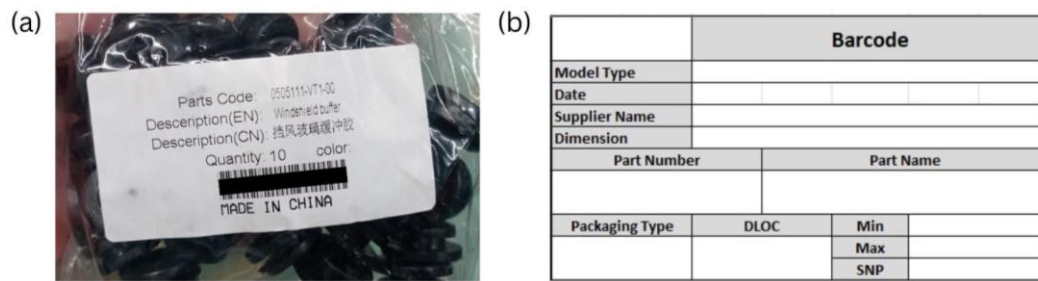 (a)
Parts Code: 0505111-VT1-00
Desceription(EN): Windshield buffer
Desceription(CN): 挡风玻璃缓冲胶
Quantity: 10 color:
MADE IN CHINA
(b)
Barcode
Model Type
Date
Supplier Name
Dimension
Part Number Part Name
Packaging Type DLOC Min
Max
SNP